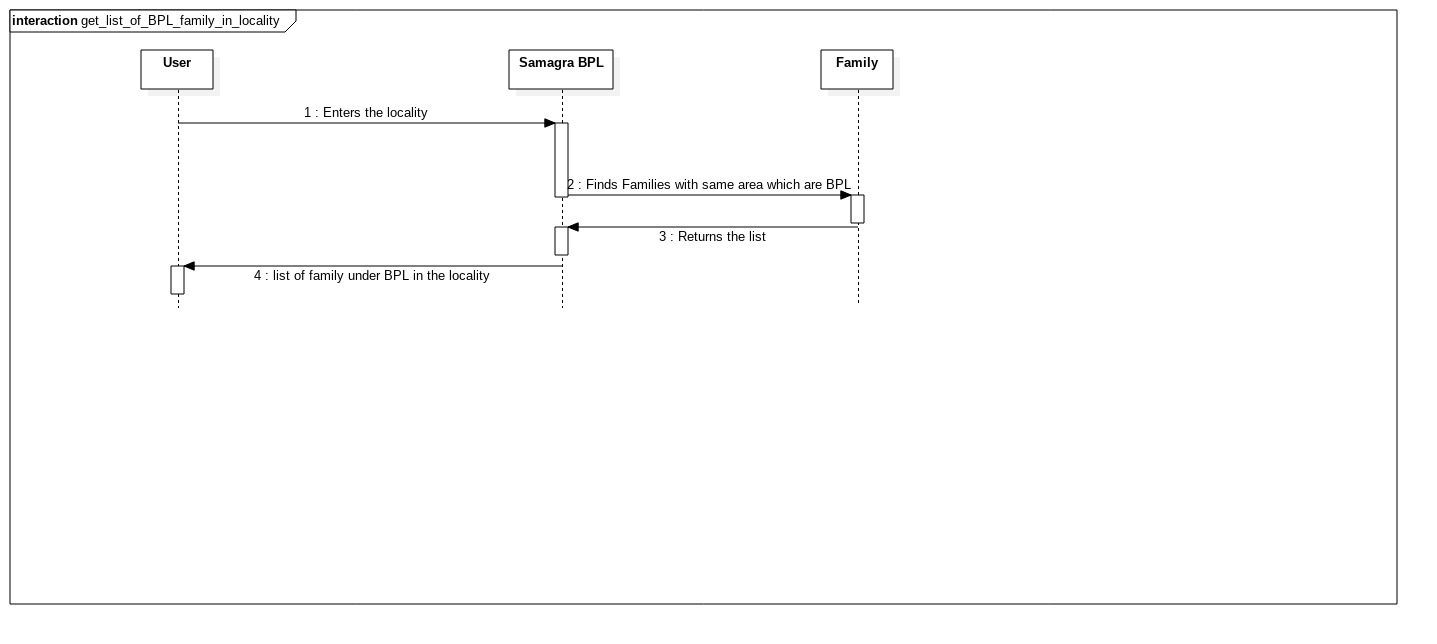 interaction get_list_of_BPL_family_in_locality
User
Samagra BPL
Family
1 : Enters the locality
2 : Finds Families with same area which are BPL
3 : Returns the list
4 : list of family under BPL in the locality